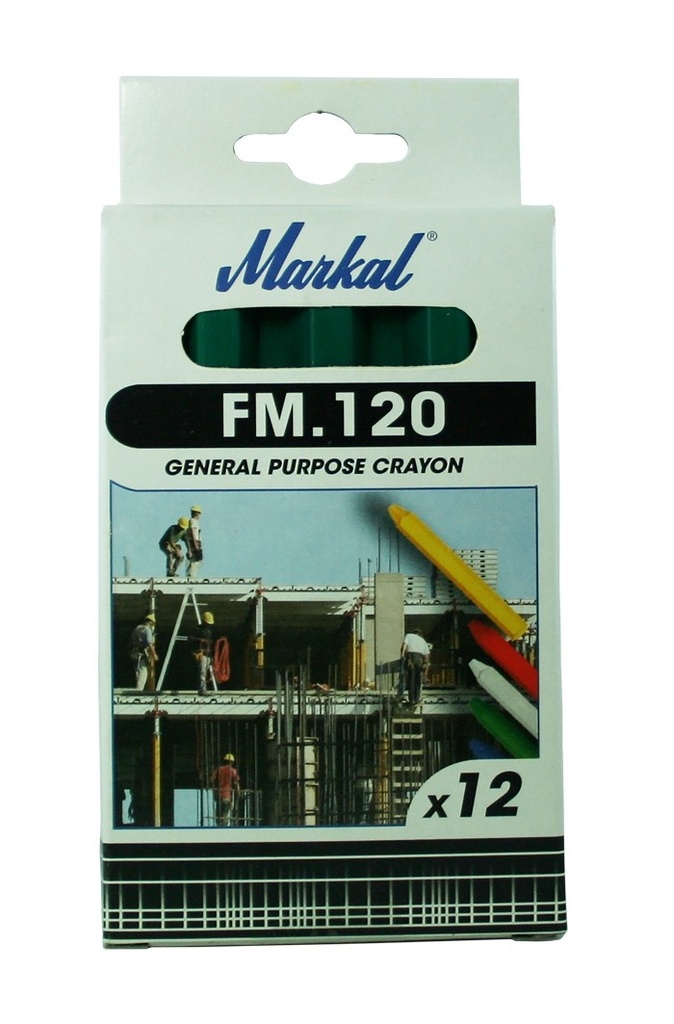 Markal®
FM.120
GENERAL PURPOSE CRAYON
x12